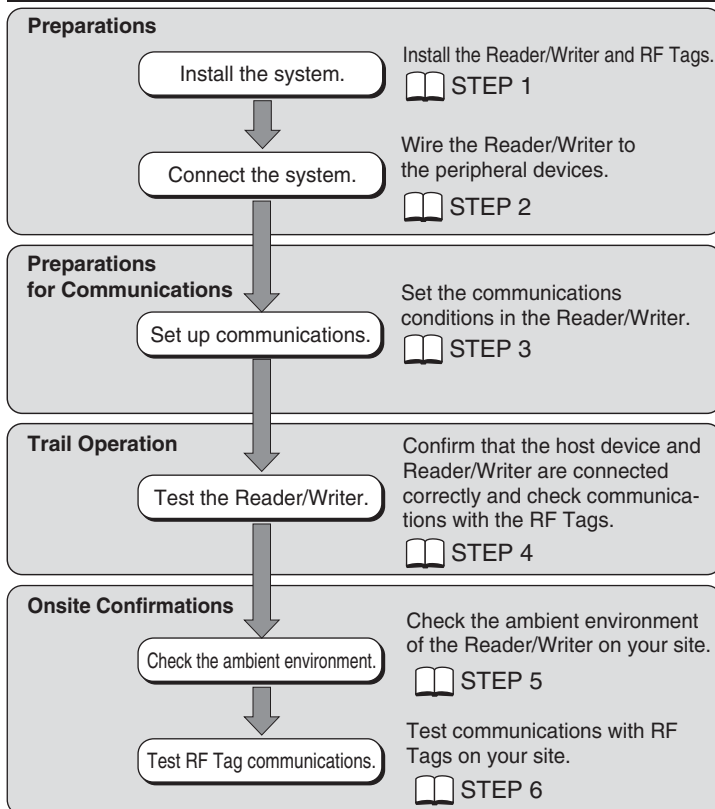 Preparations
Install the system.
Install the Reader/Writer and RF Tags.
STEP 1
Connect the system.
Wire the Reader/Writer to
the peripheral devices.
STEP 2
Preparations
for Communications
Set up communications.
Set the communications
conditions in the Reader/Writer.
STEP 3
Trail Operation
Test the Reader/Writer.
Confirm that the host device and
Reader/Writer are connected
correctly and check communica-
tions with the RF Tags.
STEP 4
Onsite Confirmations
Check the ambient environment.
Check the ambient environment
of the Reader/Writer on your site.
STEP 5
Test RF Tag communications.
Test communications with RF
Tags on your site.
STEP 6